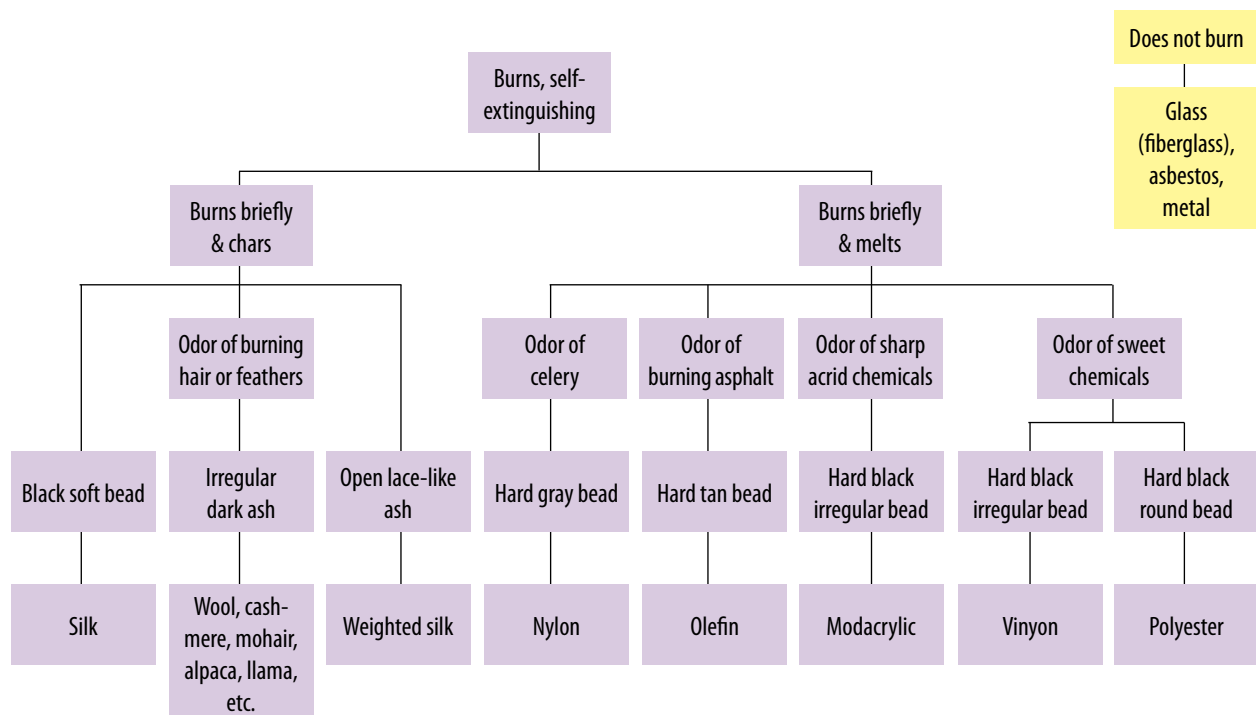 Does not burn
Glass
(fiberglass),
asbestos,
metal
Burns, self-
extinguishing
Burns briefly
& chars
Burns briefly
& melts
Odor of burning
hair or feathers
Odor of
celery
Odor of
burning asphalt
Odor of sharp
acrid chemicals
Odor of sweet
chemicals
Black soft bead
Irregular
dark ash
Open lace-like
ash
Hard gray bead
Hard tan bead
Hard black
irregular bead
Hard black
irregular bead
Hard black
round bead
Silk
Wool, cash-
mere, mohair,
alpaca, llama,
etc.
Weighted silk
Nylon
Olefin
Modacrylic
Vinyon
Polyester